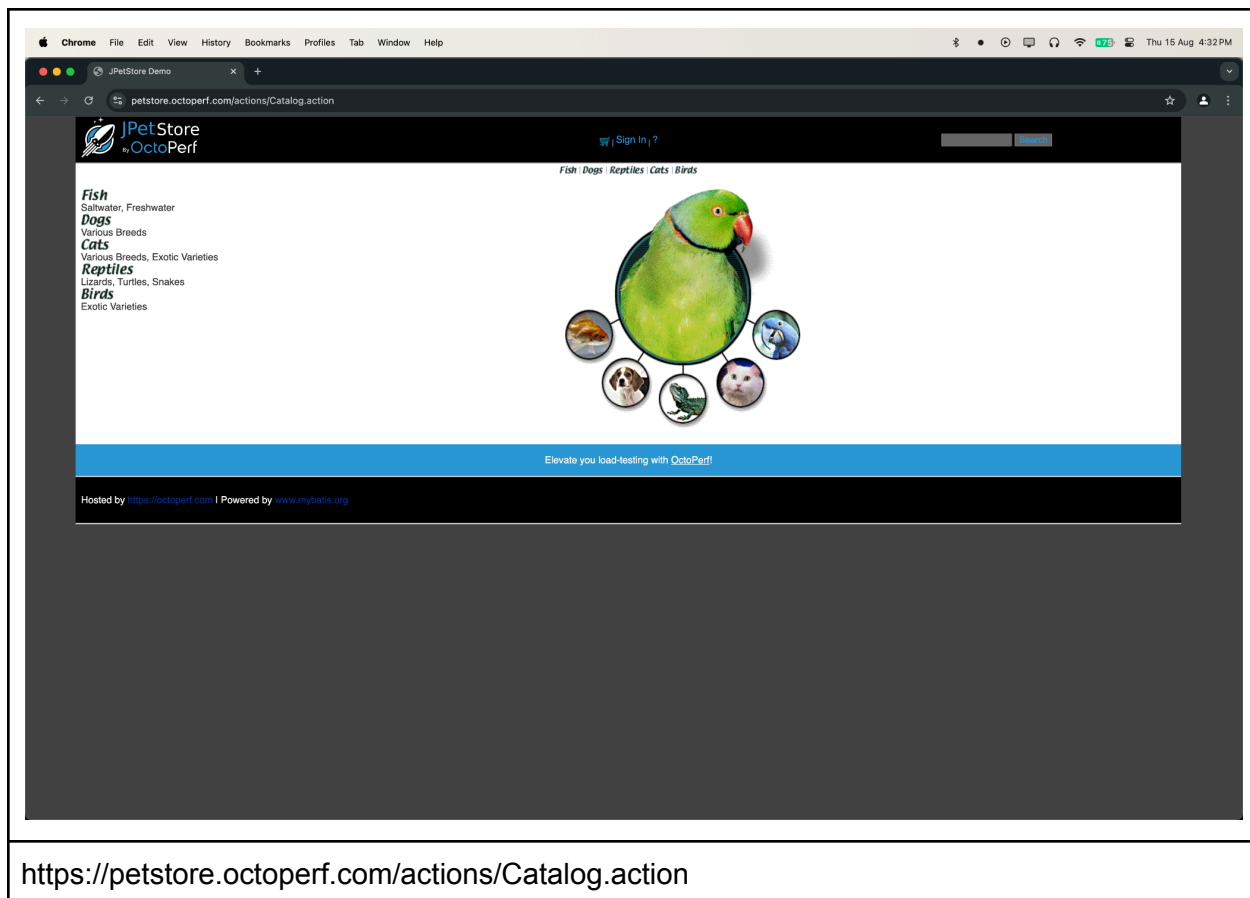 Chrome File Edit View History Bookmarks Profiles Tab Window Help
75 Thu 15 Aug 4:32 PM
JPetStore Demo
petstore.octoperf.com/actions/Catalog.action
JPetStore
By OctoPerf
| Sign In | ?
Search
Fish | Dogs | Reptiles | Cats | Birds
Fish
Saltwater, Freshwater
Dogs
Various Breeds
Cats
Various Breeds, Exotic Varieties
Reptiles
Lizards, Turtles, Snakes
Birds
Exotic Varieties
Elevate you load-testing with OctoPerf!
Hosted by https://octoperf.com | Powered by www.mybatis.org
https://petstore.octoperf.com/actions/Catalog.action